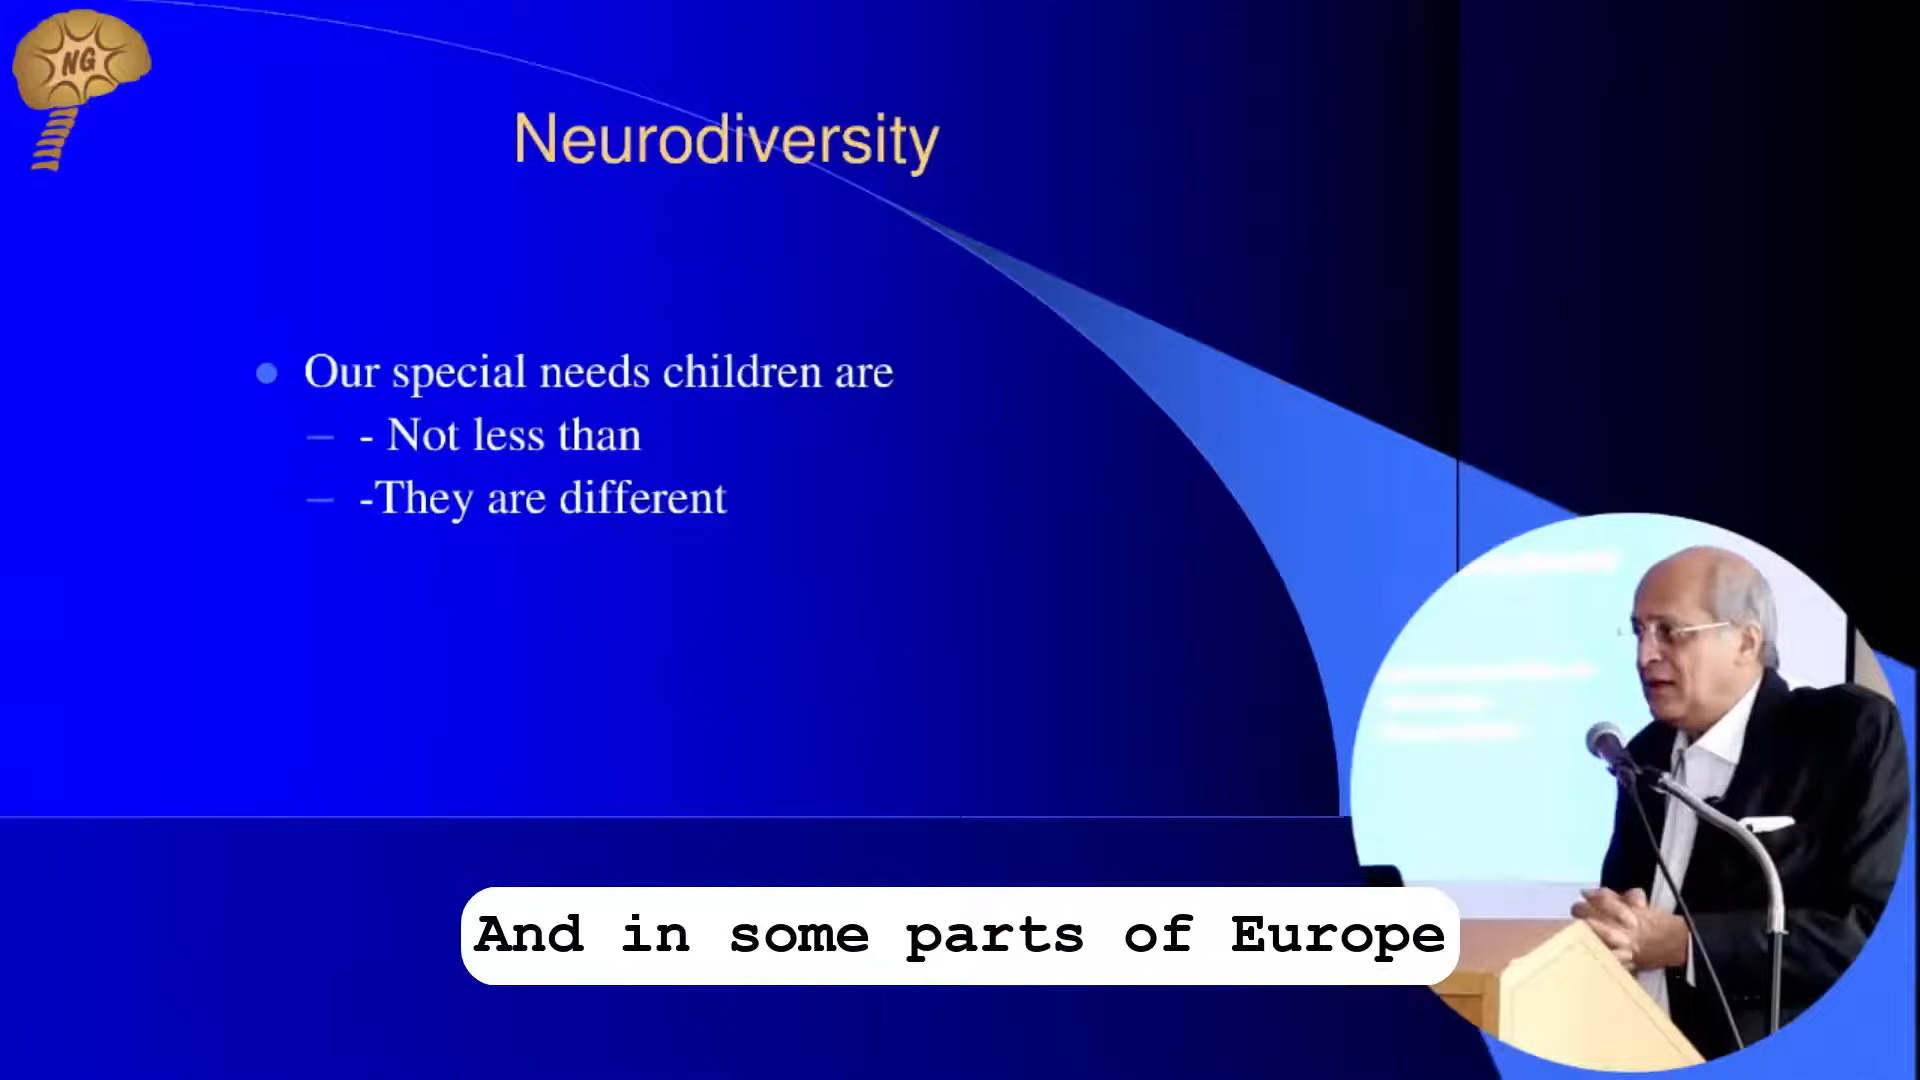 NG
Neurodiversity
Our special needs children are
- Not less than
-They are different
And in some parts of Europe